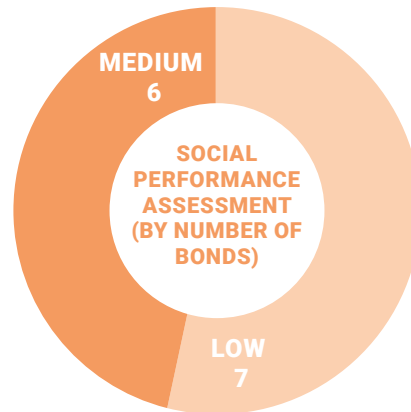 MEDIUM
6
SOCIAL
PERFORMANCE
ASSESSMENT
(BY NUMBER OF
BONDS)
LOW
7